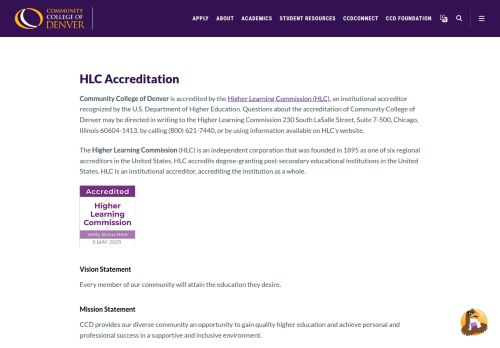 COMMUNITY
COLLEGE OF
DENVER
APPLY ABOUT ACADEMICS STUDENT RESOURCES CCDCONNECT CCD FOUNDATION
HLC Accreditation
Community College of Denver is accredited by the Higher Learning Commission (HLC), an institutional accreditor
recognized by the U.S. Department of Higher Education. Questions about the accreditation of Community College of
Denver may be directed in writing to the Higher Learning Commission 230 South LaSalle Street, Suite 7-500, Chicago,
Illinois 60604-1413, by calling (800) 621-7440, or by using information available on HLC's website.
The Higher Learning Commission (HLC) is an independent corporation that was founded in 1895 as one of six regional
accreditors in the United States. HLC accredits degree-granting post-secondary educational institutions in the United
States. HLC is an institutional accreditor, accrediting the institution as a whole.
Accredited
Higher
Learning
Commission
Verify Status Here
5 MAY 2025
Vision Statement
Every member of our community will attain the education they desire.
Mission Statement
CCD provides our diverse community an opportunity to gain quality higher education and achieve personal and
professional success in a supportive and inclusive environment.